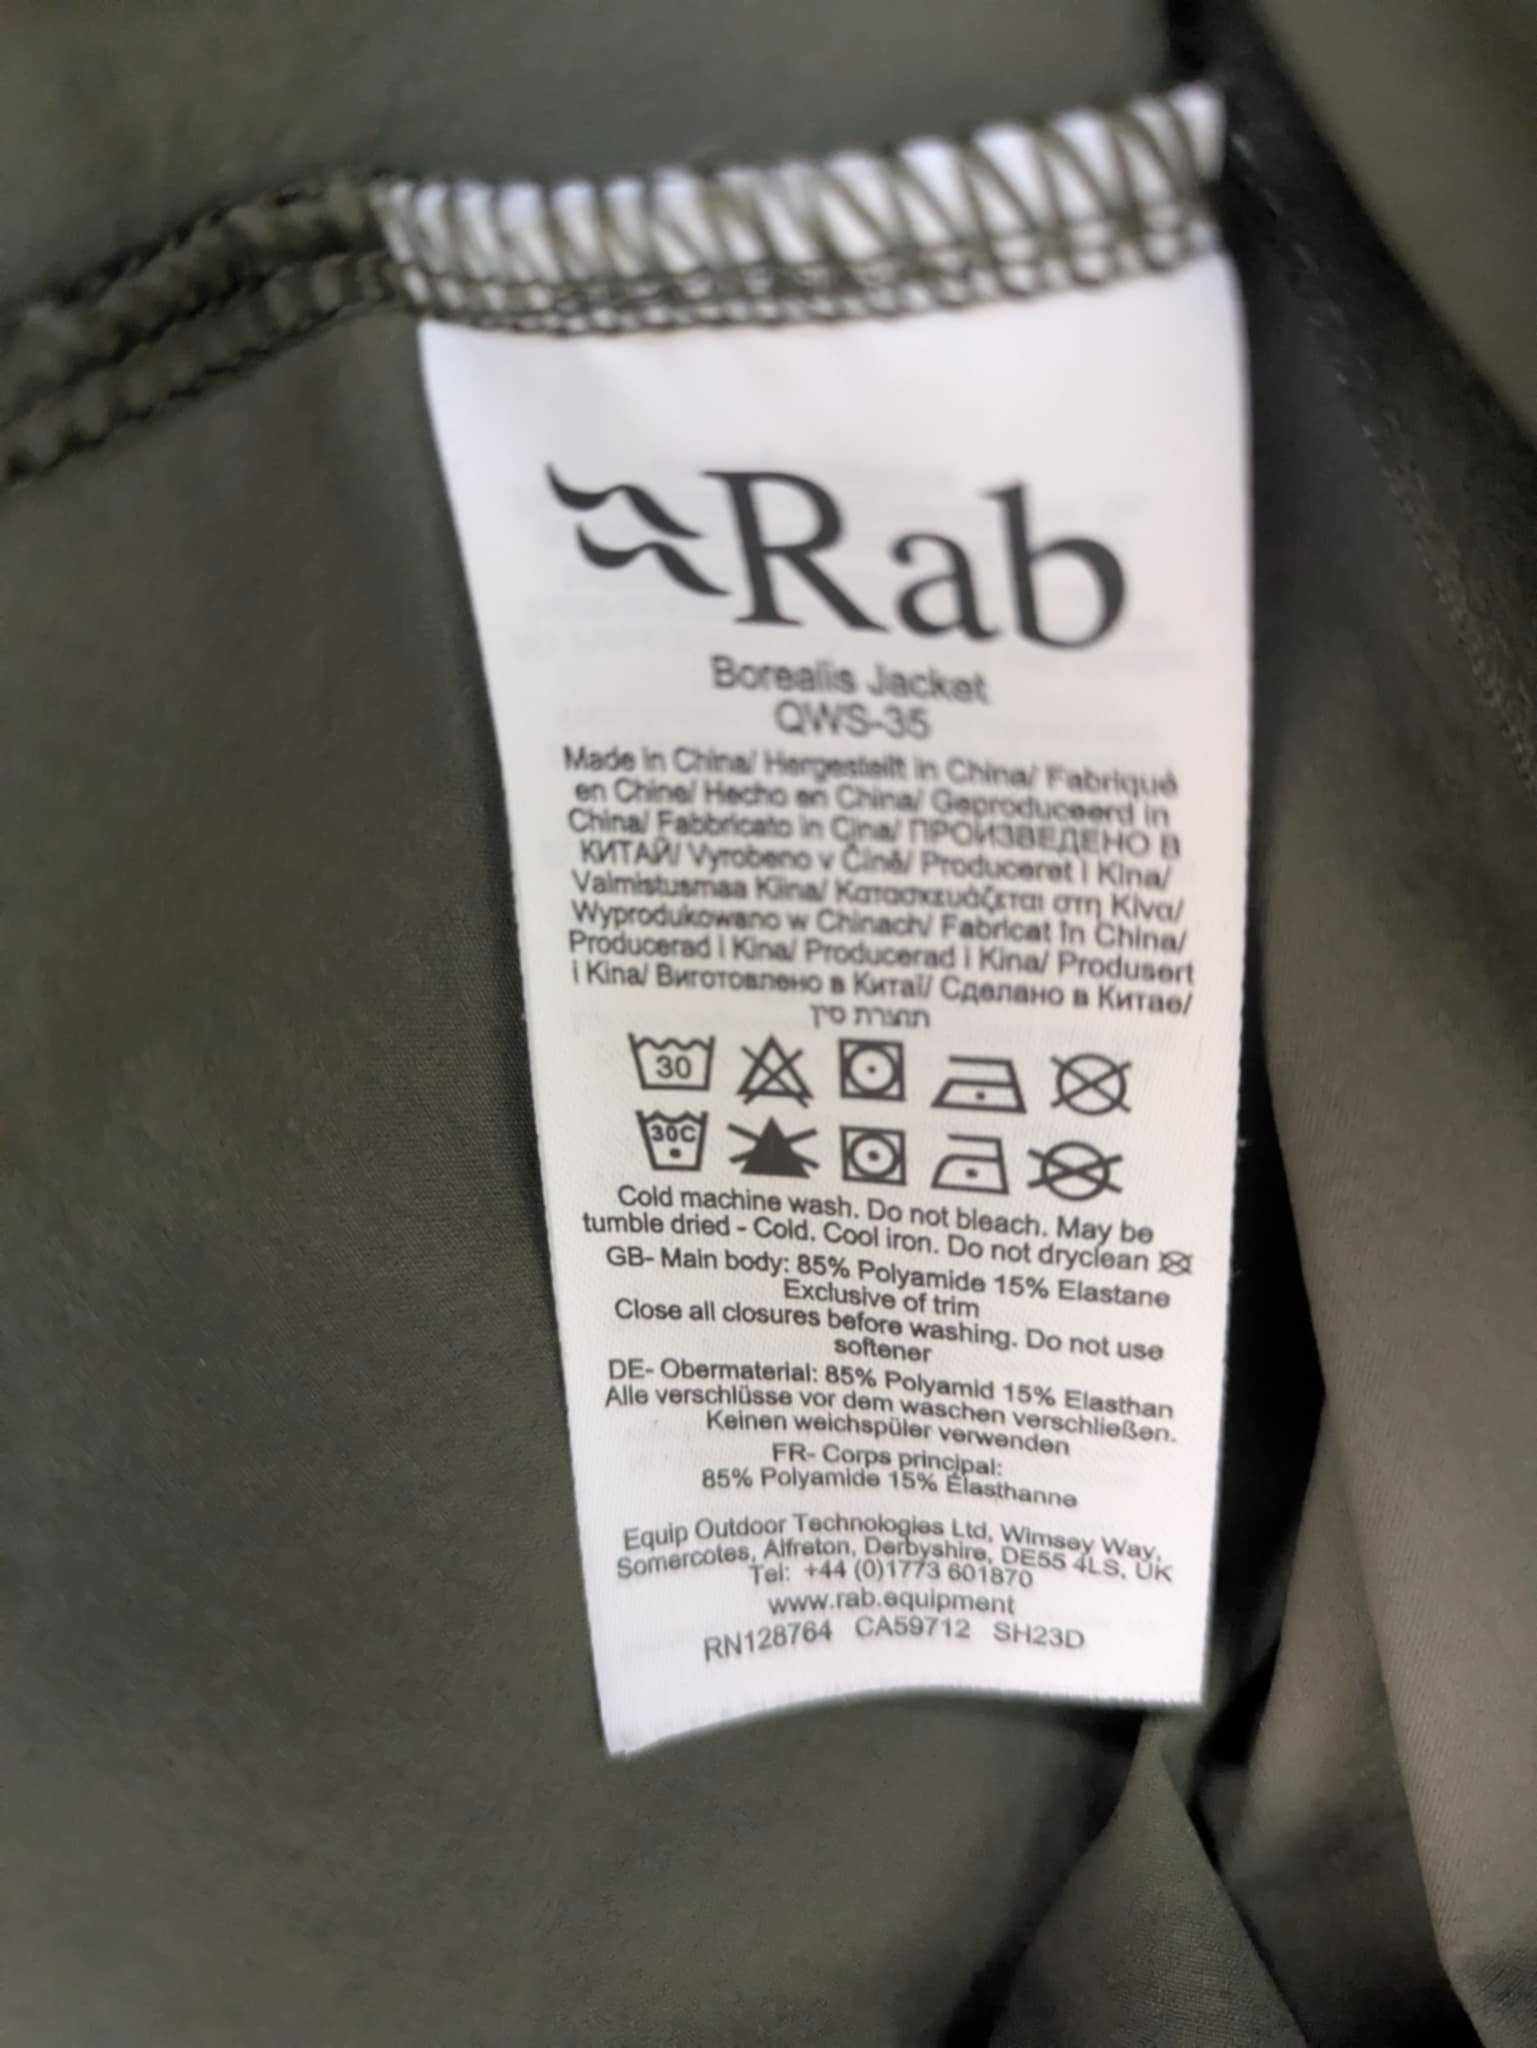 Rab
Borealis Jacket
QWS-35
Made in China/ Hergestellt in China/ Fabriqué
en Chine/ Hecho en China/ Geproduceerd in
China/ Fabbricato in Cina/ ПРОИЗВЕДЕНО В
КИТАЙ/ Vyrobeno v Číně/ Produceret i Kina/
Valmistusmaa Kiina/ Κατασκευάζεται στη Κίνα/
Wyprodukowano w Chinach/ Fabricat în China/
Producerad i Kina/ Producerad i Kina/ Produsert
i Kina/ Виготовлено в Китаї/ Сделано в Китае/
תוצרת סין
30
30C
Cold machine wash. Do not bleach. May be
tumble dried - Cold. Cool iron. Do not dryclean
GB- Main body: 85% Polyamide 15% Elastane
Exclusive of trim
Close all closures before washing. Do not use
softener
DE- Obermaterial: 85% Polyamid 15% Elasthan
Alle verschlüsse vor dem waschen verschließen.
Keinen weichspüler verwenden
FR- Corps principal:
85% Polyamide 15% Élasthanne
Equip Outdoor Technologies Ltd, Wimsey Way,
Somercotes, Alfreton, Derbyshire, DE55 4LS, UK
Tel: +44 (0)1773 601870
www.rab.equipment
RN128764 CA59712 SH23D